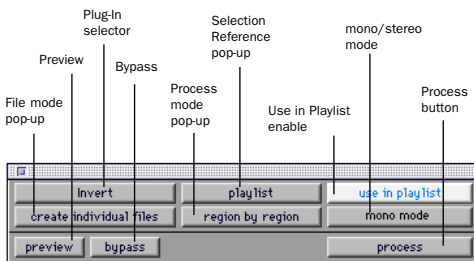 Plug-In
selector
Selection
Reference
pop-up
mono/stereo
mode
Preview
Bypass
Process
mode
pop-up
Process
button
File mode
pop-up
Use in Playlist
enable
Invert
playlist
use in playlist
create individual files
region by region
mono mode
preview
bypass
process